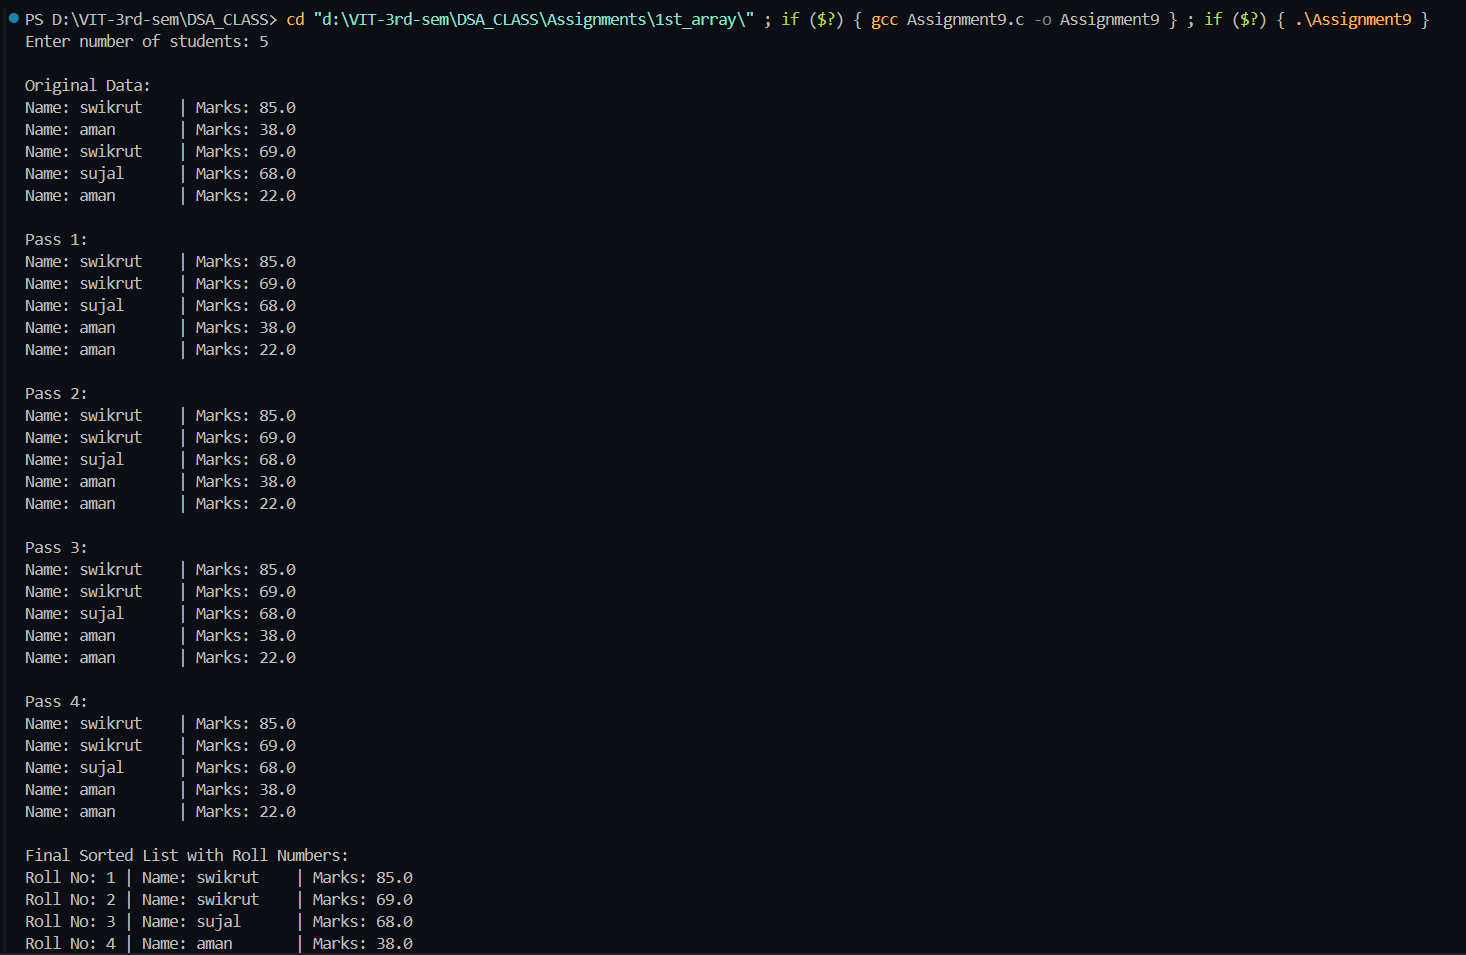 PS D:\VIT-3rd-sem\DSA_CLASS> cd "d:\VIT-3rd-sem\DSA_CLASS\Assignments\1st_array\" ; if ($?) { gcc Assignment9.c -o Assignment9 } ; if ($?) { .\Assignment9 }
Enter number of students: 5
Original Data:
Name: swikrut    | Marks: 85.0
Name: aman       | Marks: 38.0
Name: swikrut    | Marks: 69.0
Name: sujal      | Marks: 68.0
Name: aman       | Marks: 22.0
Pass 1:
Name: swikrut    | Marks: 85.0
Name: swikrut    | Marks: 69.0
Name: sujal      | Marks: 68.0
Name: aman       | Marks: 38.0
Name: aman       | Marks: 22.0
Pass 2:
Name: swikrut    | Marks: 85.0
Name: swikrut    | Marks: 69.0
Name: sujal      | Marks: 68.0
Name: aman       | Marks: 38.0
Name: aman       | Marks: 22.0
Pass 3:
Name: swikrut    | Marks: 85.0
Name: swikrut    | Marks: 69.0
Name: sujal      | Marks: 68.0
Name: aman       | Marks: 38.0
Name: aman       | Marks: 22.0
Pass 4:
Name: swikrut    | Marks: 85.0
Name: swikrut    | Marks: 69.0
Name: sujal      | Marks: 68.0
Name: aman       | Marks: 38.0
Name: aman       | Marks: 22.0
Final Sorted List with Roll Numbers:
Roll No: 1 | Name: swikrut    | Marks: 85.0
Roll No: 2 | Name: swikrut    | Marks: 69.0
Roll No: 3 | Name: sujal      | Marks: 68.0
Roll No: 4 | Name: aman       | Marks: 38.0